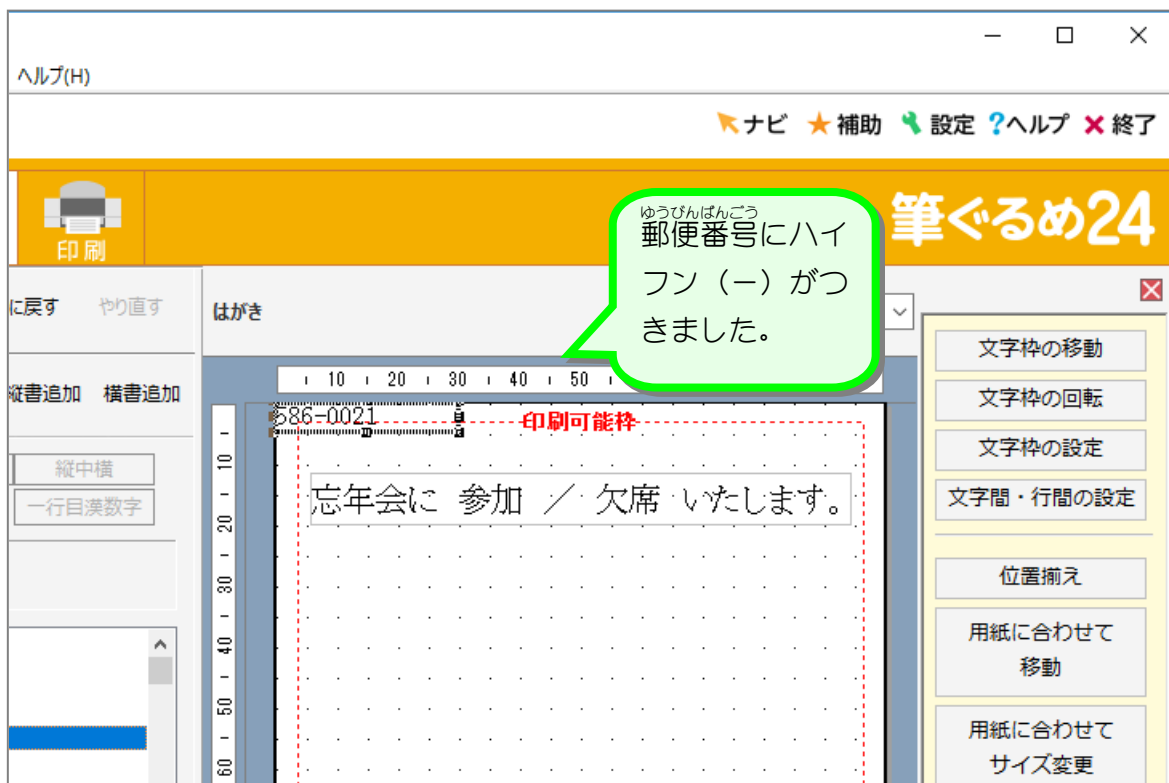 ヘルプ(H)
ナビ 補助 設定 ?ヘルプ 終了
印刷
筆ぐるめ24
ゆうびんばんごう
郵便番号にハイ
フン（－）がつ
きました。
に戻す やり直す
はがき
縦書追加 横書追加
縦中横
一行目漢数字
10 20 30 40 50
586-0021
印刷可能枠
忘年会に 参加 ／ 欠席 いたします。
10
20
30
40
50
60
文字枠の移動
文字枠の回転
文字枠の設定
文字間・行間の設定
位置揃え
用紙に合わせて
移動
用紙に合わせて
サイズ変更